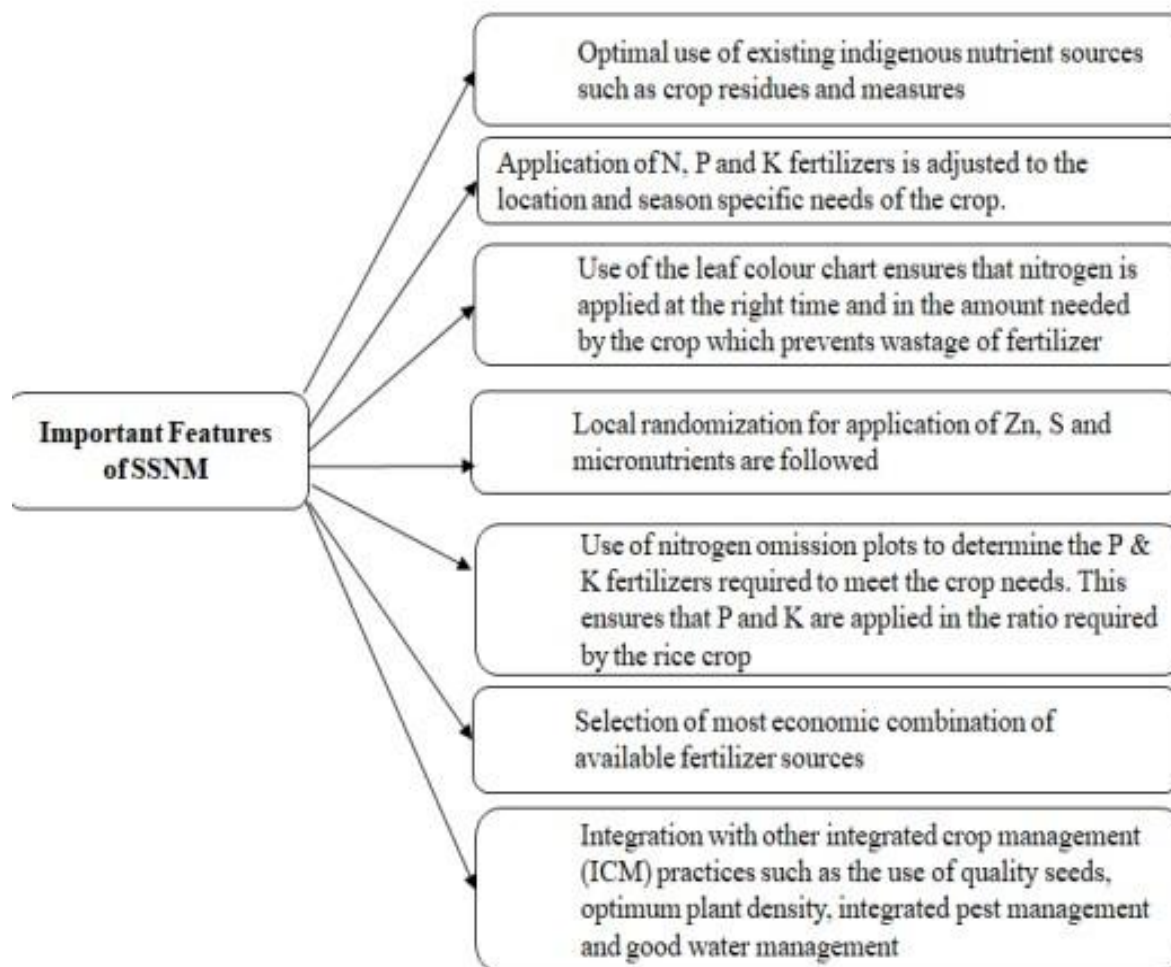 Optimal use of existing indigenous nutrient sources
such as crop residues and measures
Application of N, P and K fertilizers is adjusted to the
location and season specific needs of the crop.
Use of the leaf colour chart ensures that nitrogen is
applied at the right time and in the amount needed
by the crop which prevents wastage of fertilizer
Important Features
of SSNM
Local randomization for application of Zn, S and
micronutrients are followed
Use of nitrogen omission plots to determine the P &
K fertilizers required to meet the crop needs. This
ensures that P and K are applied in the ratio required
by the rice crop
Selection of most economic combination of
available fertilizer sources
Integration with other integrated crop management
(ICM) practices such as the use of quality seeds,
optimum plant density, integrated pest management
and good water management